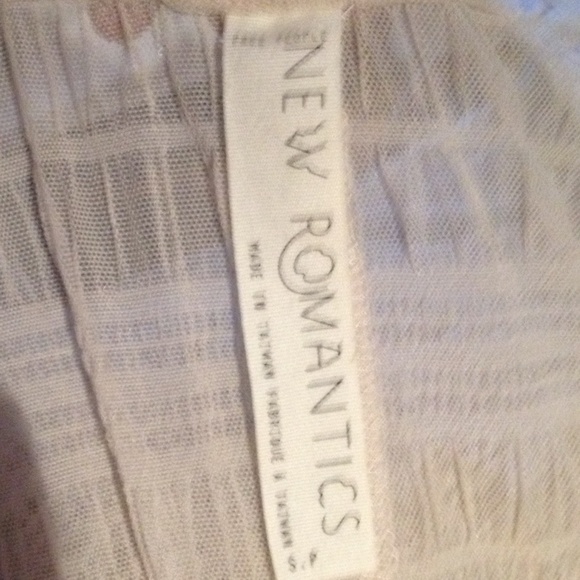 FREE PEOPLE
NEW ROMANTICS
MADE IN TAIWAN FABRIQUE A TAIWAN
S/P